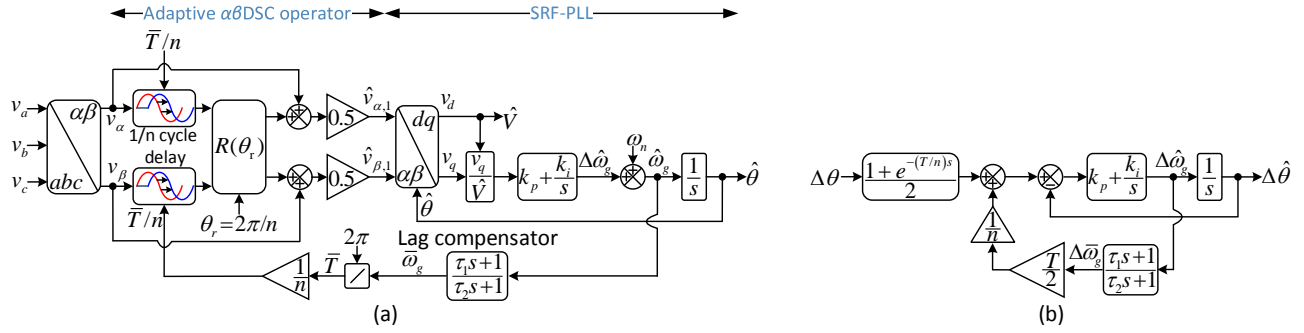 Adaptive αβDSC operator
SRF-PLL
T̅/n
v_a
v_b
v_c
αβ
abc
v_α
v_β
1/n cycle
delay
T̅/n
R(θ_r)
θ_r=2π/n
0.5
0.5
v̂_{α,1}
v̂_{β,1}
dq
αβ
θ̂
v_d
v_q
V̂
v_q/V̂
k_p+k_i/s
Δω̂_g
ω_n
ω̂_g
1/s
θ̂
Lag compensator
τ_1s+1/τ_2s+1
ω̅_g
2π
/
T̅
1/n
(a)
Δθ
1+e^{-(T/n)s}/2
k_p+k_i/s
Δω̂_g
1/s
Δθ̂
1/n
T/2
Δω̅_g
τ_1s+1/τ_2s+1
(b)